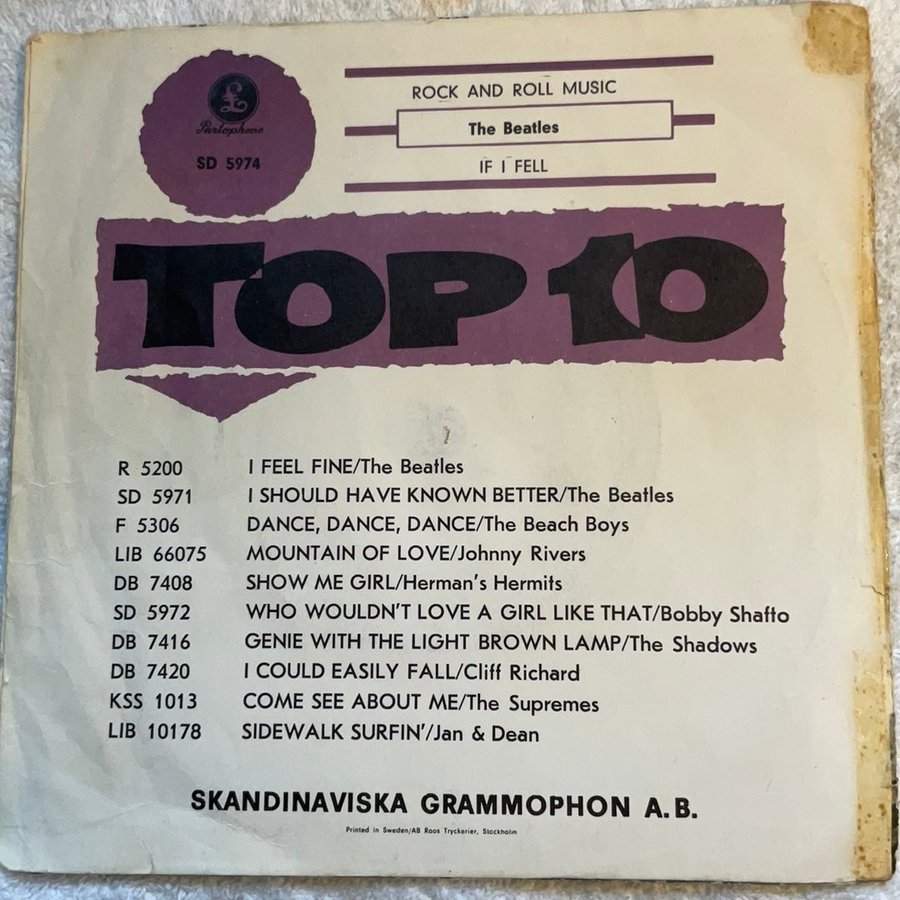 £
Parlophone
SD 5974
ROCK AND ROLL MUSIC
The Beatles
IF I FELL
TOP 10
R 5200 I FEEL FINE/The Beatles
SD 5971 I SHOULD HAVE KNOWN BETTER/The Beatles
F 5306 DANCE, DANCE, DANCE/The Beach Boys
LIB 66075 MOUNTAIN OF LOVE/Johnny Rivers
DB 7408 SHOW ME GIRL/Herman's Hermits
SD 5972 WHO WOULDN'T LOVE A GIRL LIKE THAT/Bobby Shafto
DB 7416 GENIE WITH THE LIGHT BROWN LAMP/The Shadows
DB 7420 I COULD EASILY FALL/Cliff Richard
KSS 1013 COME SEE ABOUT ME/The Supremes
LIB 10178 SIDEWALK SURFIN'/Jan & Dean
SKANDINAVISKA GRAMMOPHON A.B.
Printed in Sweden/AB Roos Tryckerier, Stockholm